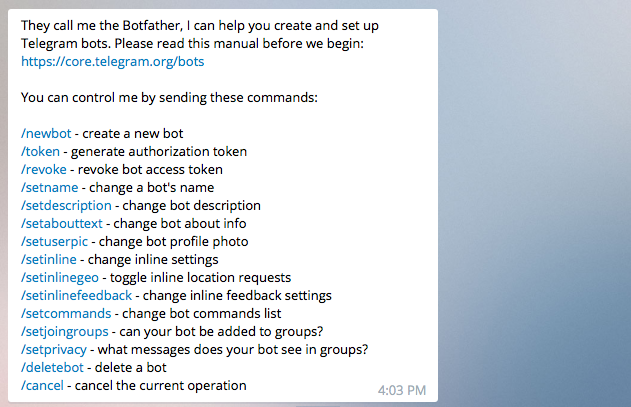 They call me the Botfather, I can help you create and set up
Telegram bots. Please read this manual before we begin:
https://core.telegram.org/bots
You can control me by sending these commands:
/newbot - create a new bot
/token - generate authorization token
/revoke - revoke bot access token
/setname - change a bot's name
/setdescription - change bot description
/setabouttext - change bot about info
/setuserpic - change bot profile photo
/setinline - change inline settings
/setinlinegeo - toggle inline location requests
/setinlinefeedback - change inline feedback settings
/setcommands - change bot commands list
/setjoingroups - can your bot be added to groups?
/setprivacy - what messages does your bot see in groups?
/deletebot - delete a bot
/cancel - cancel the current operation
4:03 PM